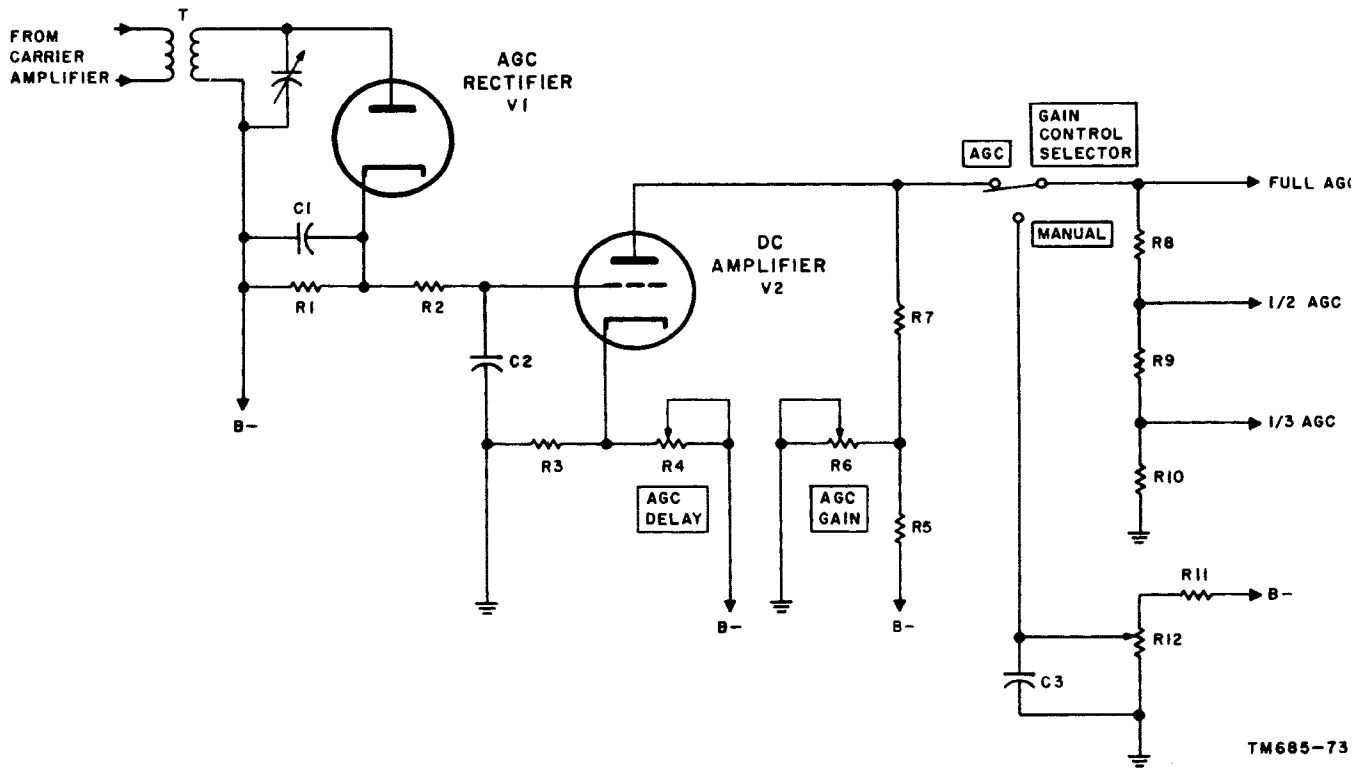 T
FROM
CARRIER
AMPLIFIER
AGC
RECTIFIER
V1
C1
R1
R2
C2
DC
AMPLIFIER
V2
R3
R4
AGC
DELAY
B-
B-
R6
AGC
GAIN
R7
R5
B-
AGC
GAIN
CONTROL
SELECTOR
MANUAL
FULL AGC
R8
1/2 AGC
R9
1/3 AGC
R10
R11
B-
R12
C3
TM685-73